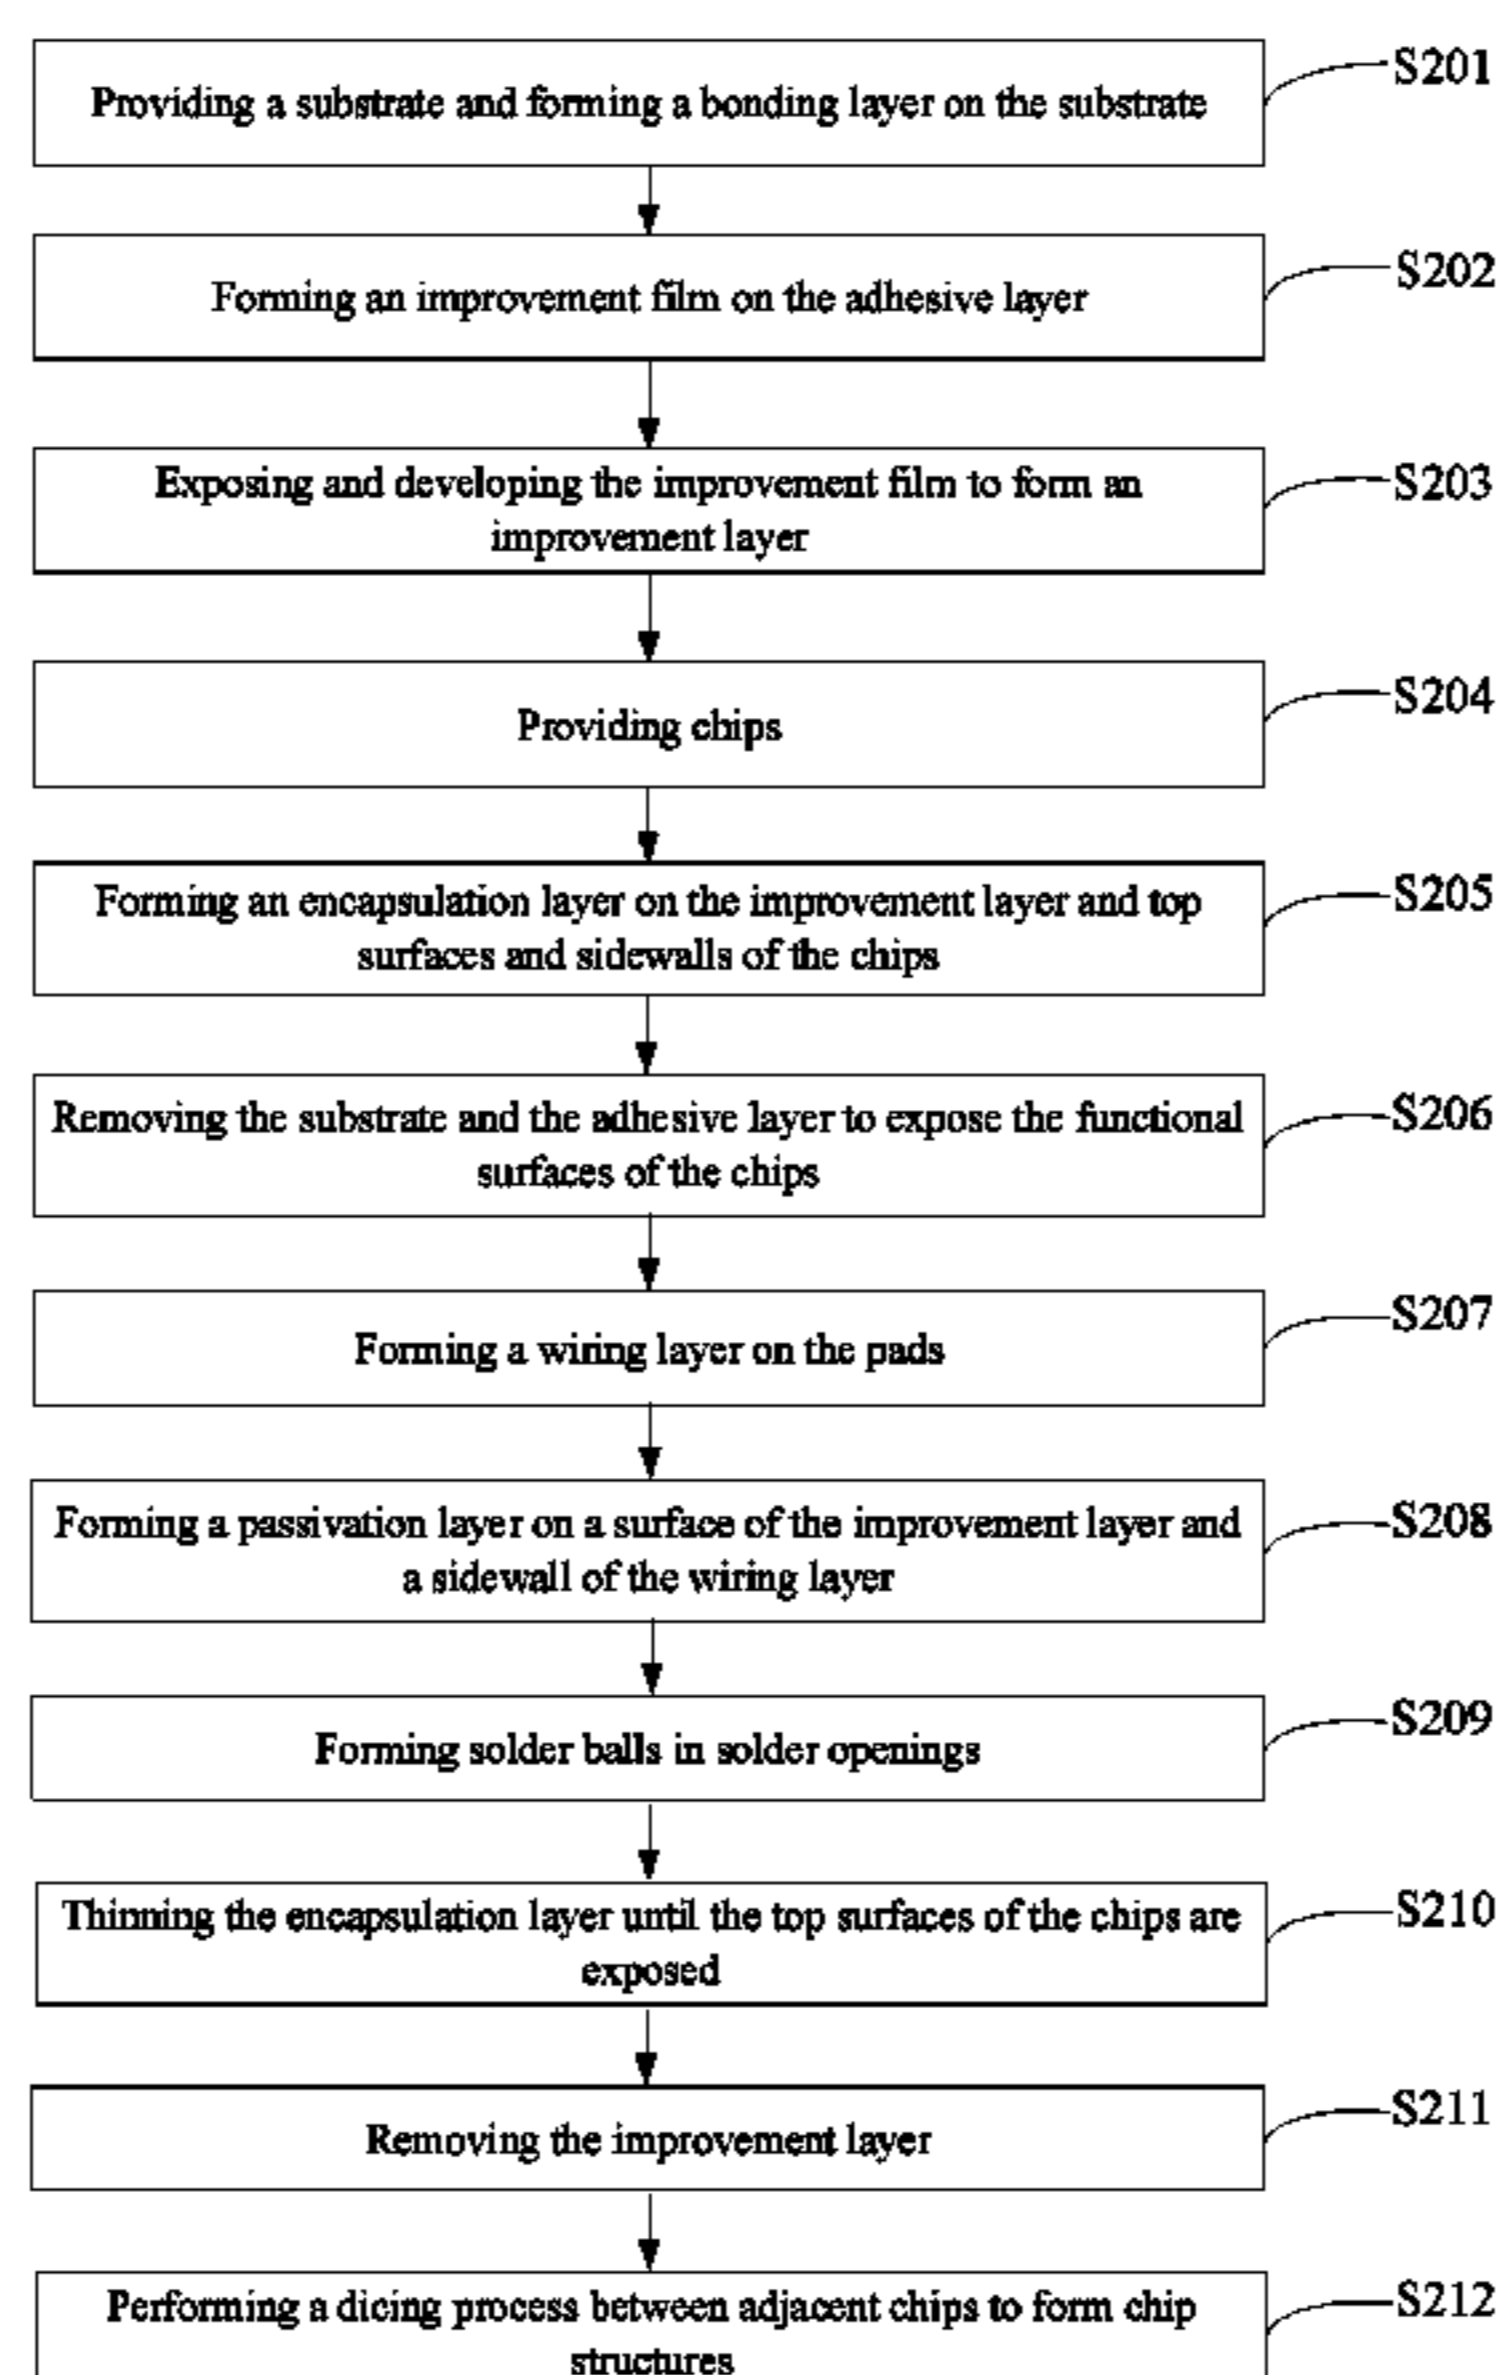 Providing a substrate and forming a bonding layer on the substrate
S201
Forming an improvement film on the adhesive layer
S202
Exposing and developing the improvement film to form an
improvement layer
S203
Providing chips
S204
Forming an encapsulation layer on the improvement layer and top
surfaces and sidewalls of the chips
S205
Removing the substrate and the adhesive layer to expose the functional
surfaces of the chips
S206
Forming a wiring layer on the pads
S207
Forming a passivation layer on a surface of the improvement layer and
a sidewall of the wiring layer
S208
Forming solder balls in solder openings
S209
Thinning the encapsulation layer until the top surfaces of the chips are
exposed
S210
Removing the improvement layer
S211
Performing a dicing process between adjacent chips to form chip
structures
S212